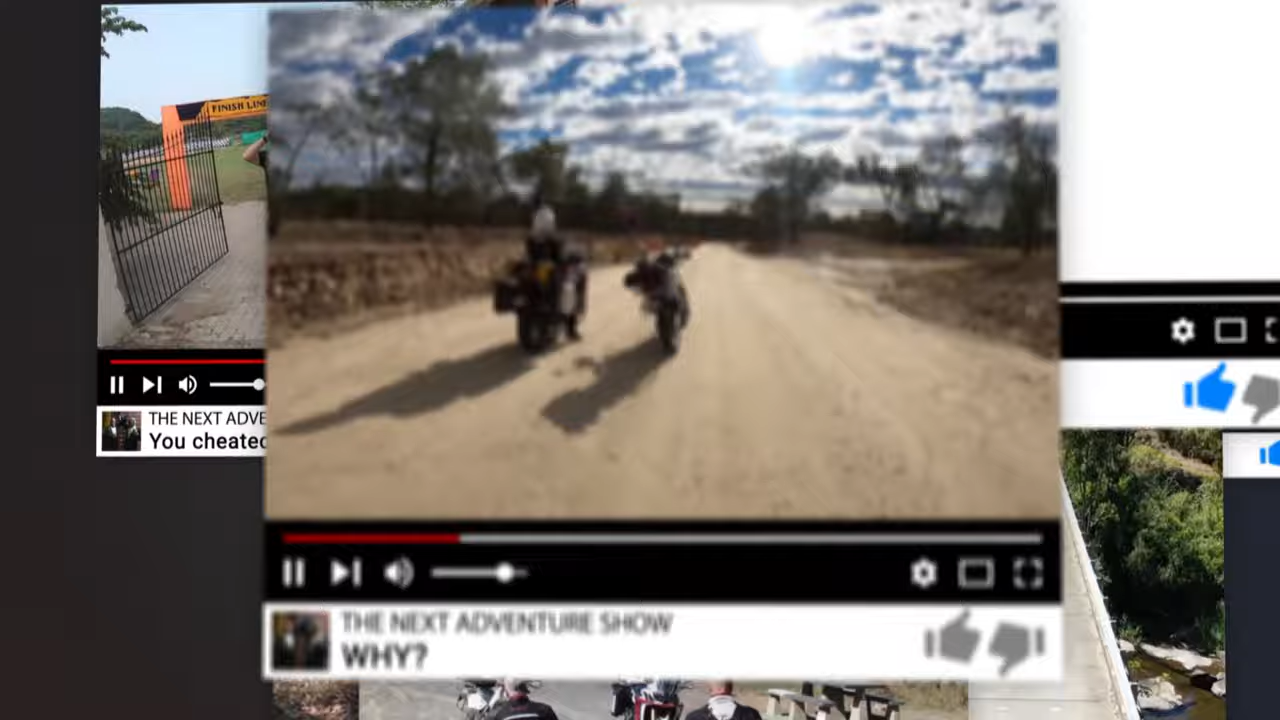 FINISH LINE
THE NEXT ADVE
You cheated
THE NEXT ADVENTURE SHOW
WHY?